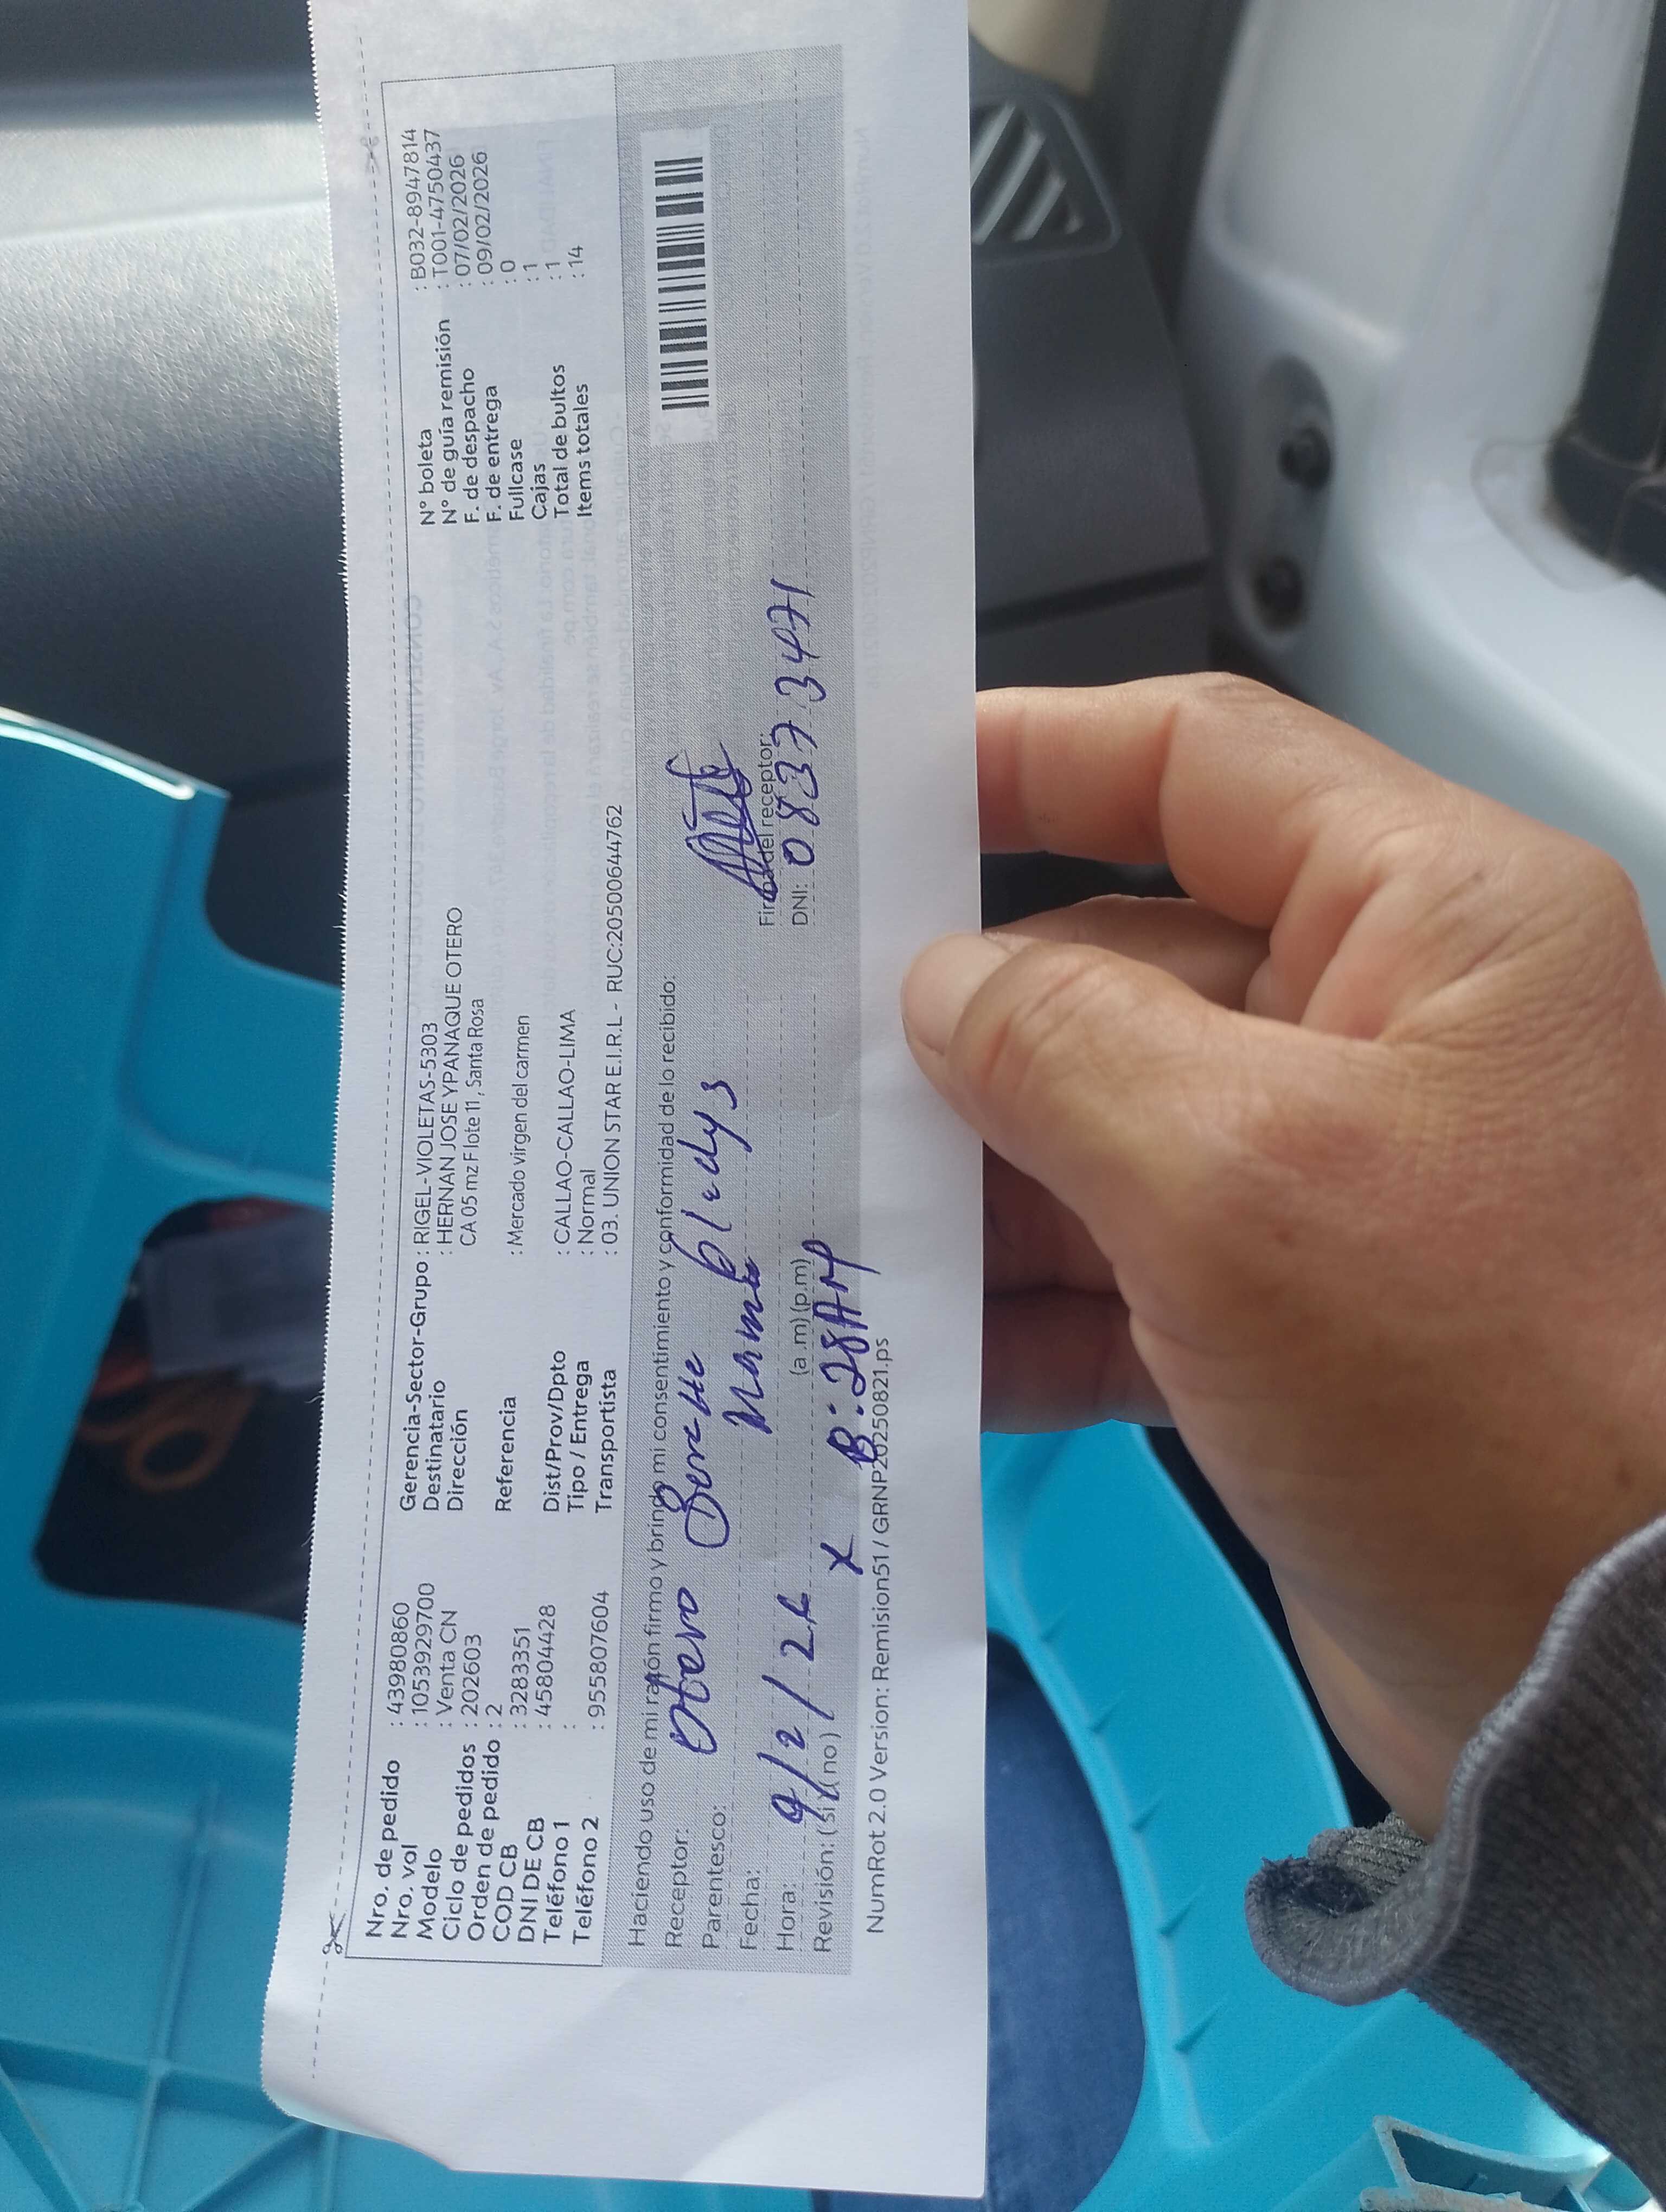 Nro. de pedido : 43980860
Nro. vol : 1053929700
Modelo : Venta CN
Ciclo de pedidos : 202603
Orden de pedido : 2
COD CB : 3283351
DNI DE CB : 45804428
Teléfono 1 :
Teléfono 2 : 955807604
Gerencia-Sector-Grupo : RIGEL-VIOLETAS-5303
Destinatario : HERNAN JOSE YPANAQUE OTERO
Dirección CA 05 mz F lote 11, Santa Rosa
Referencia : Mercado virgen del carmen
Dist/Prov/Dpto : CALLAO-CALLAO-LIMA
Tipo / Entrega : Normal
Transportista : 03. UNION STAR E.I.R.L - RUC:20500644762
N° boleta : B032-8947814
N° de guía remisión : T001-4750437
F. de despacho : 07/02/2026
F. de entrega : 09/02/2026
Fullcase : 0
Cajas : 1
Total de bultos : 1
Items totales : 14
Haciendo uso de mi razón firmo y brindo mi consentimiento y conformidad de lo recibido:
Receptor: Otero
Parentesco:
Fecha: 9/2/26
Hora: (a.m) (p.m)
Revisión: (si) (no) x 8:28 AM
Firma del receptor:
DNI: 08373471
NumRot 2.0 Version: Remision51 / GRNP20250821.ps